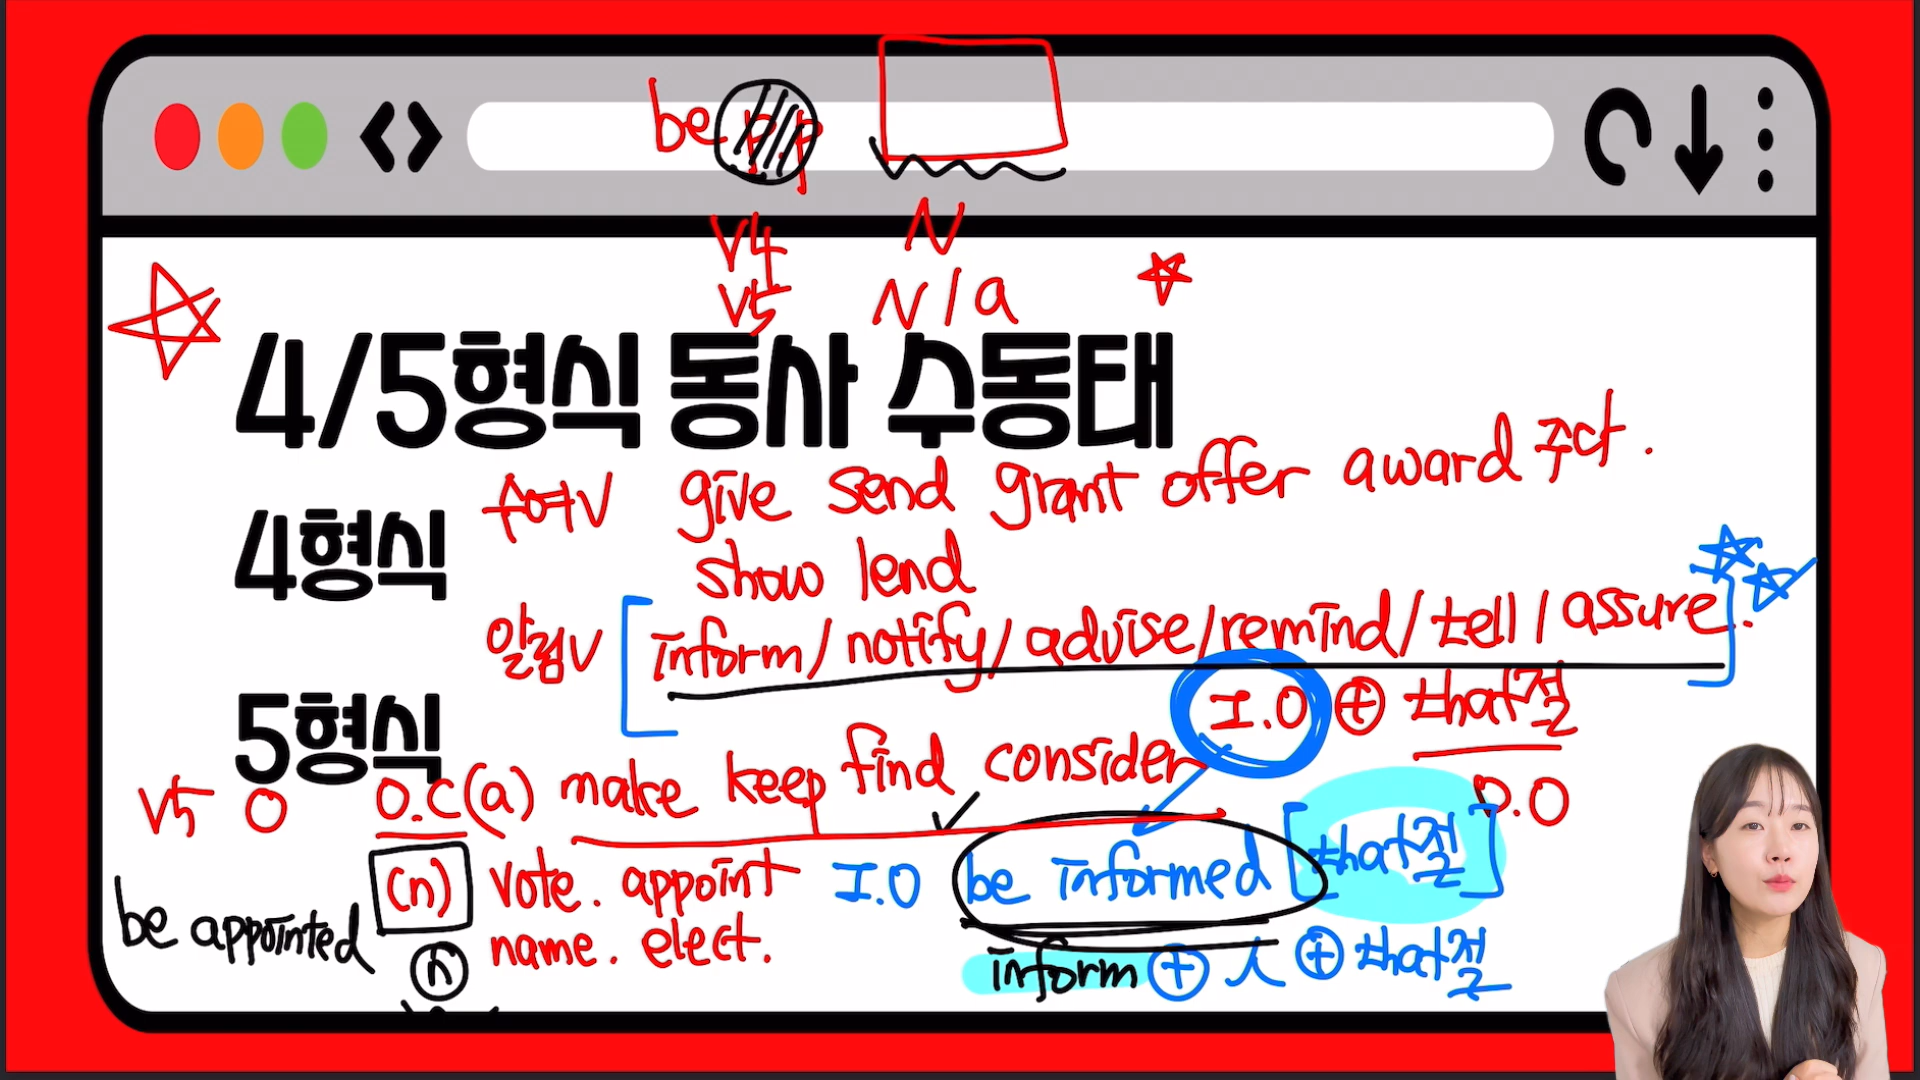 be p.p
V4 N
V5 N/a
4/5형식 동사 수동태
수여V give send grant offer award 주다.
4형식
show lend
알림V [inform/notify/advise/remind/tell/assure.]
I.O ⊕ that절
5형식
V5 O O.C(a) make keep find consider
D.O
(n) vote. appoint I.O be informed [that절]
be appointed ⓝ name. elect.
inform ⊕ 人 ⊕ that절